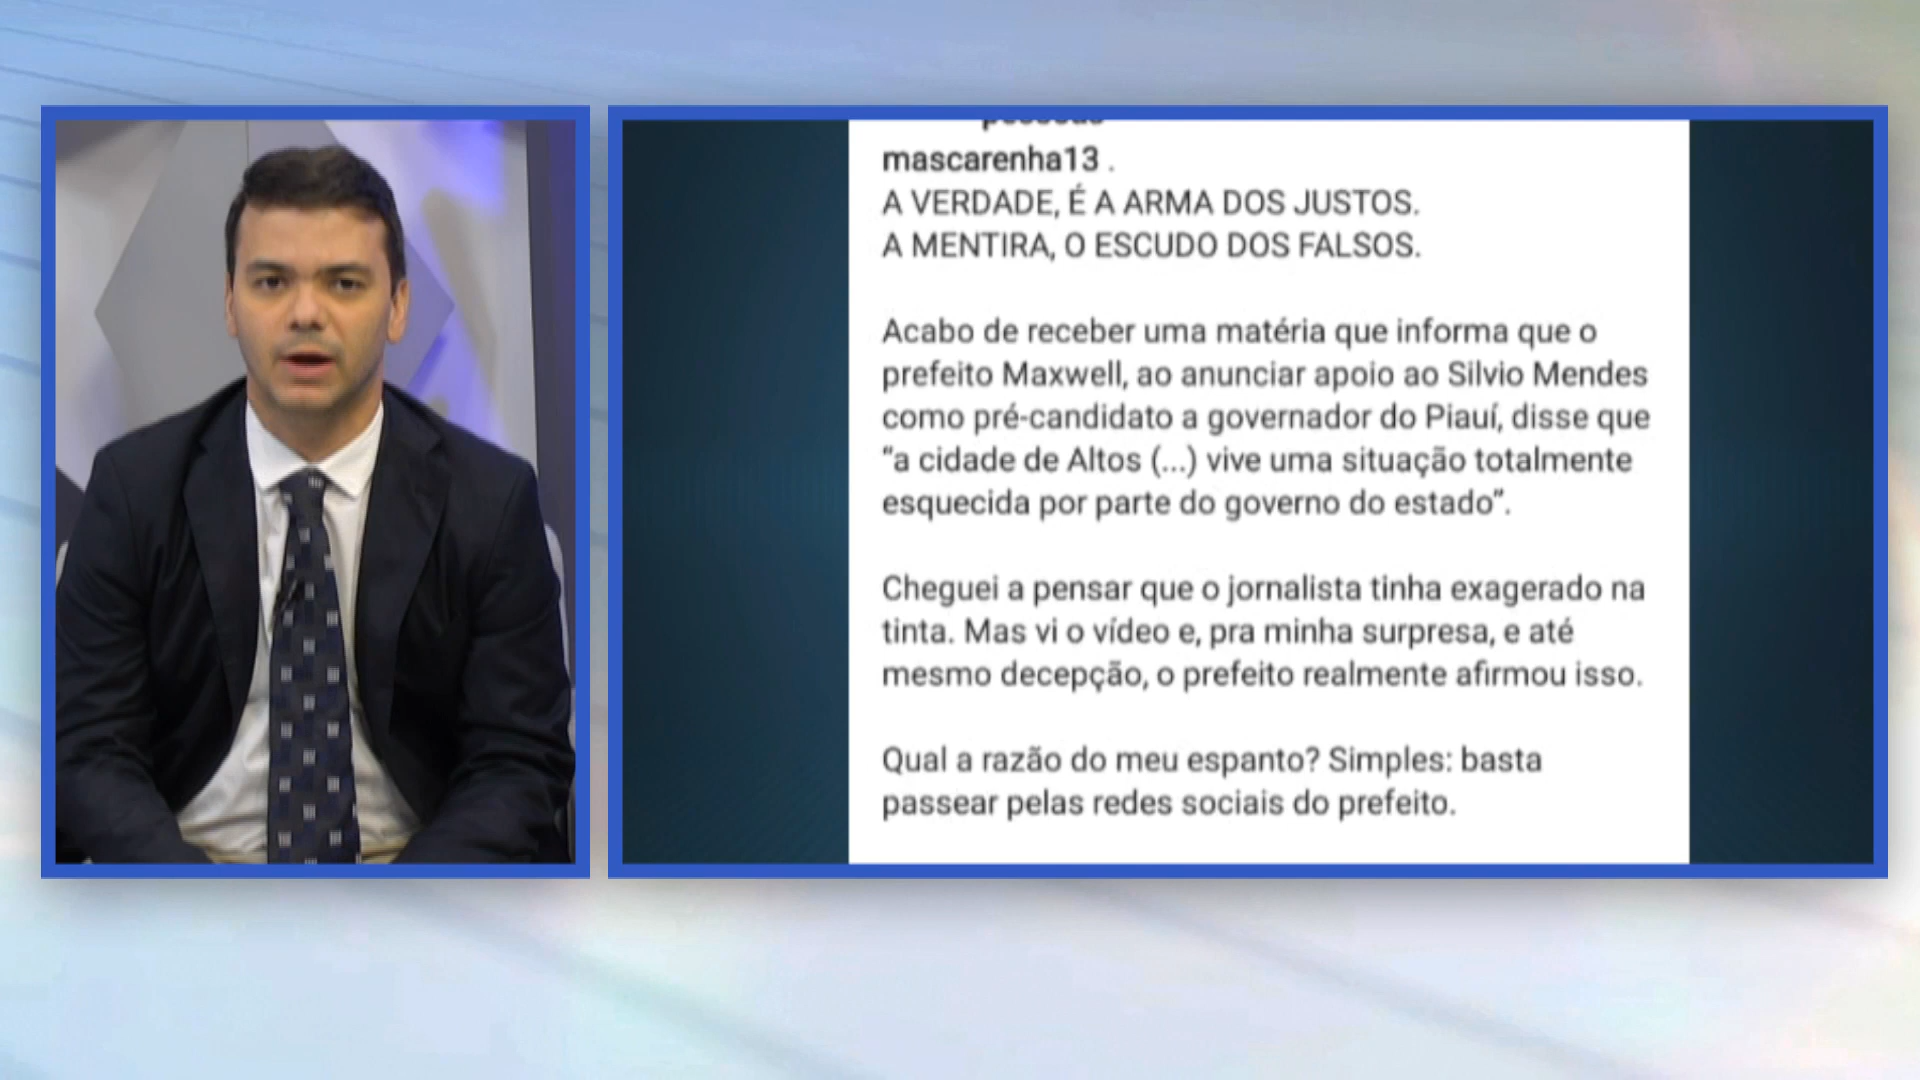 mascarenha13 .
A VERDADE, É A ARMA DOS JUSTOS.
A MENTIRA, O ESCUDO DOS FALSOS.
Acabo de receber uma matéria que informa que o
prefeito Maxwell, ao anunciar apoio ao Silvio Mendes
como pré-candidato a governador do Piauí, disse que
“a cidade de Altos (...) vive uma situação totalmente
esquecida por parte do governo do estado”.
Cheguei a pensar que o jornalista tinha exagerado na
tinta. Mas vi o vídeo e, pra minha surpresa, e até
mesmo decepção, o prefeito realmente afirmou isso.
Qual a razão do meu espanto? Simples: basta
passear pelas redes sociais do prefeito.